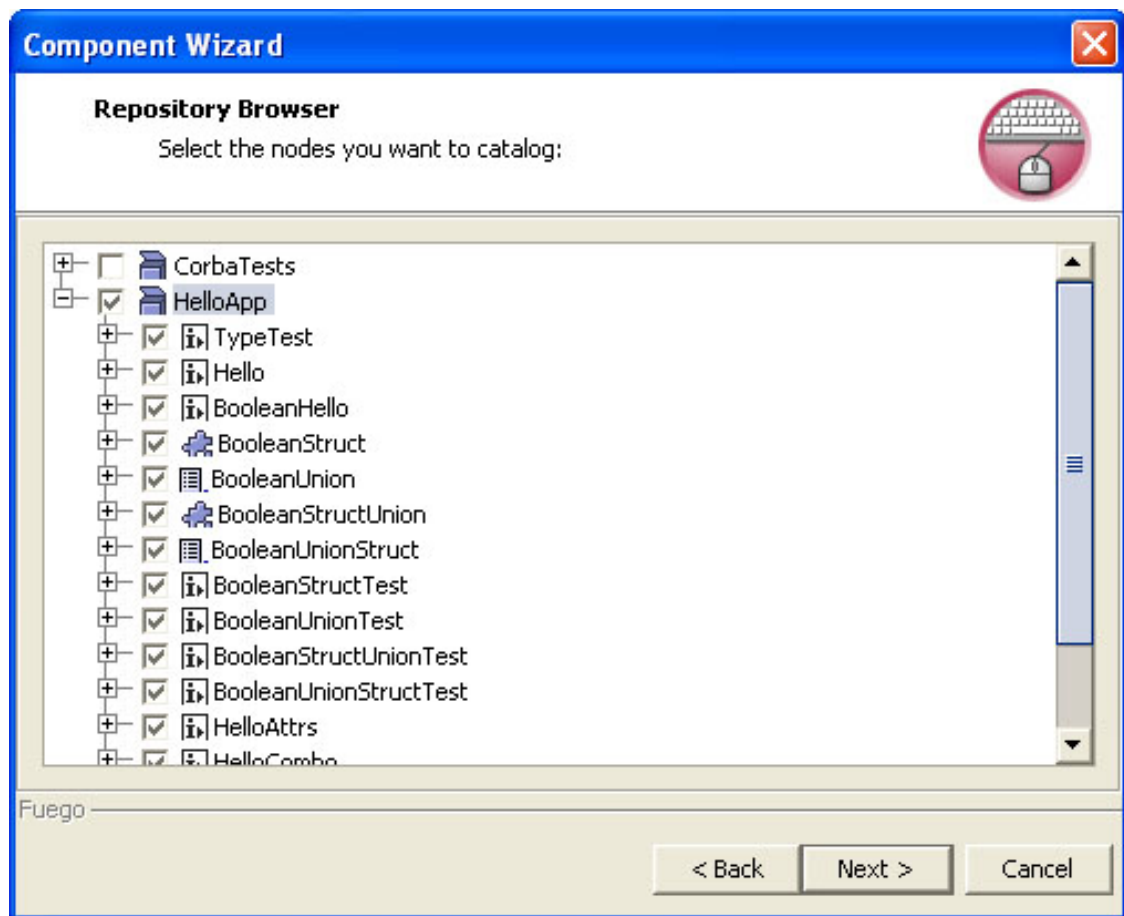 Component Wizard
Repository Browser
Select the nodes you want to catalog:
CorbaTests
HelloApp
TypeTest
Hello
BooleanHello
BooleanStruct
BooleanUnion
BooleanStructUnion
BooleanUnionStruct
BooleanStructTest
BooleanUnionTest
BooleanStructUnionTest
BooleanUnionStructTest
HelloAttrs
HelloCombo
Fuego
< Back Next > Cancel